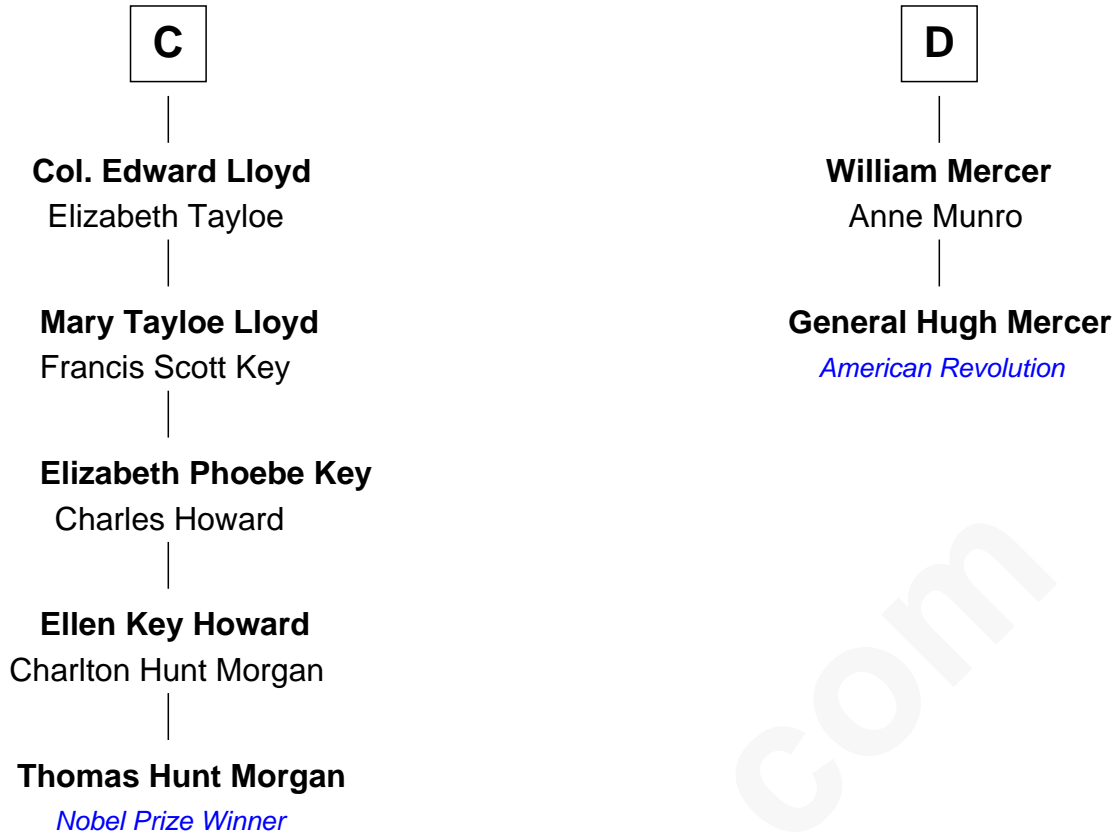 C
Col. Edward Lloyd
Elizabeth Tayloe
Mary Tayloe Lloyd
Francis Scott Key
Elizabeth Phoebe Key
Charles Howard
Ellen Key Howard
Charlton Hunt Morgan
Thomas Hunt Morgan
Nobel Prize Winner
D
William Mercer
Anne Munro
General Hugh Mercer
American Revolution
com